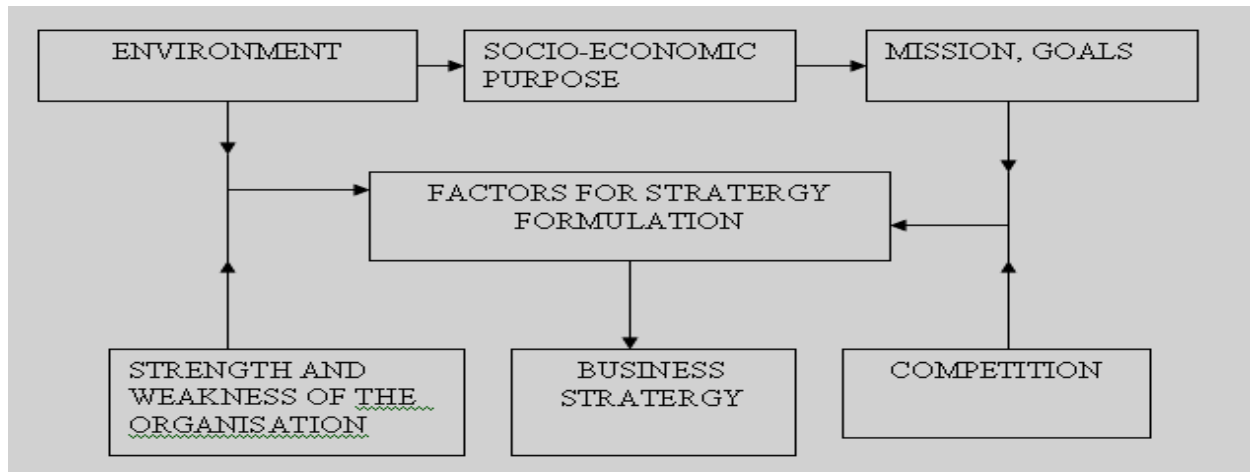 ENVIRONMENT
SOCIO-ECONOMIC
PURPOSE
MISSION, GOALS
FACTORS FOR STRATERGY
FORMULATION
STRENGTH AND
WEAKNESS OF THE
ORGANISATION
BUSINESS
STRATERGY
COMPETITION